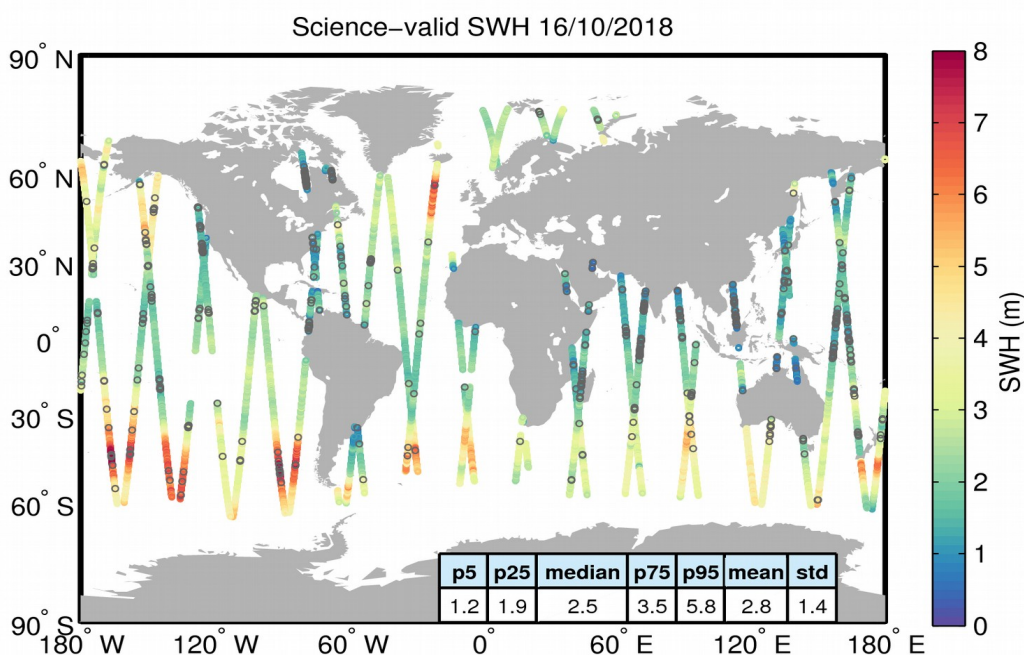 Science−valid SWH 16/10/2018
90° N
60° N
30° N
0°
30° S
60° S
90° S
180° W
120° W
60° W
0°
60° E
120° E
180° E
p5 p25 median p75 p95 mean std
1.2 1.9 2.5 3.5 5.8 2.8 1.4
8
7
6
5
4
3
2
1
0
SWH (m)